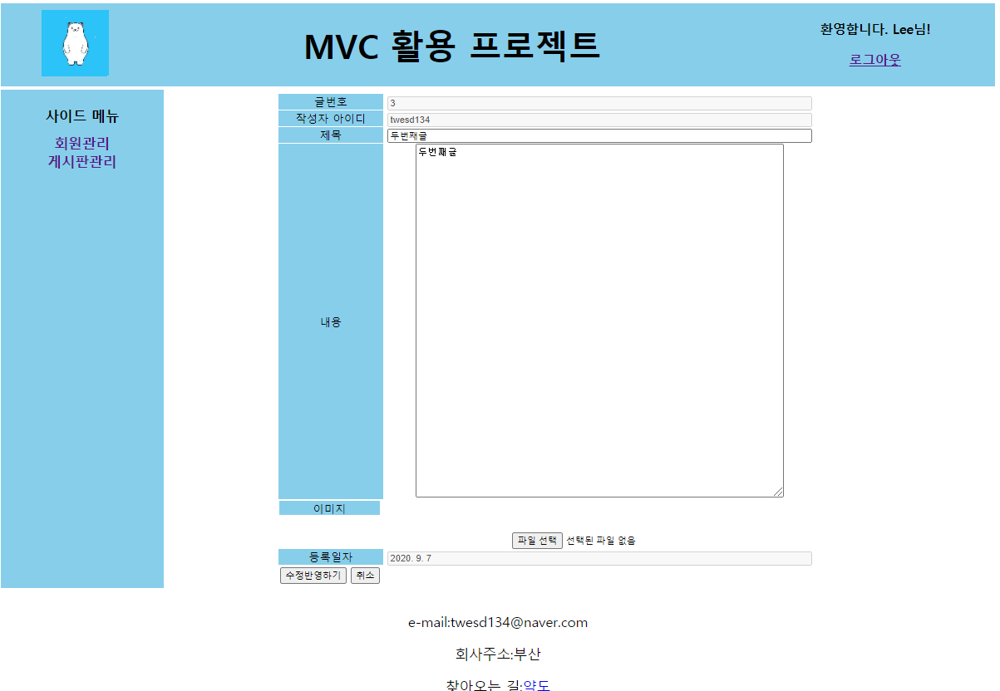 MVC 활용 프로젝트
환영합니다. Lee님!
로그아웃
사이드 메뉴
회원관리
게시판관리
글번호 3
작성자 아이디 twesd134
제목 두번째글
내용 두번째글
이미지
파일 선택 선택된 파일 없음
등록일자 2020. 9. 7
수정반영하기 취소
e-mail:twesd134@naver.com
회사주소:부산
찾아오는 길:약도